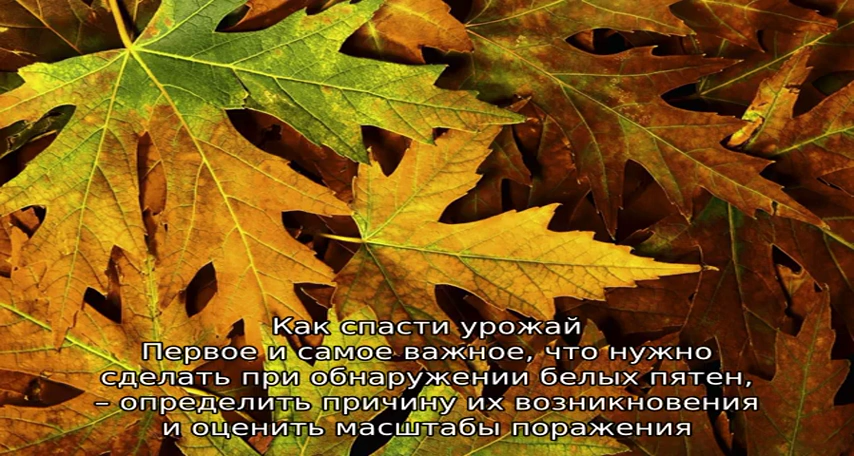 Как спасти урожай
Первое и самое важное, что нужно
сделать при обнаружении белых пятен,
– определить причину их возникновения
и оценить масштабы поражения